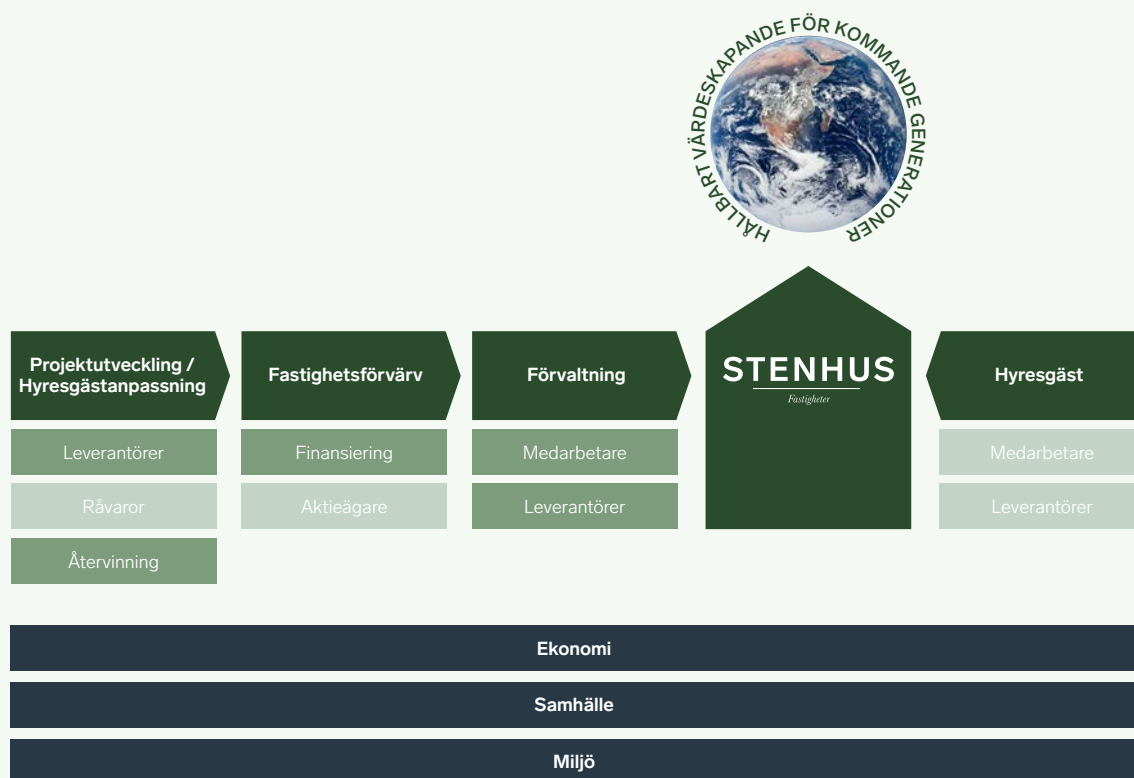 HÅLLBART VÄRDESKAPANDE FÖR KOMMANDE GENERATIONER
Projektutveckling /
Hyresgästanpassning
Fastighetsförvärv
Förvaltning
STENHUS
Fastigheter
Hyresgäst
Leverantörer
Finansiering
Medarbetare
Medarbetare
Råvaror
Aktieägare
Leverantörer
Leverantörer
Återvinning
Ekonomi
Samhälle
Miljö